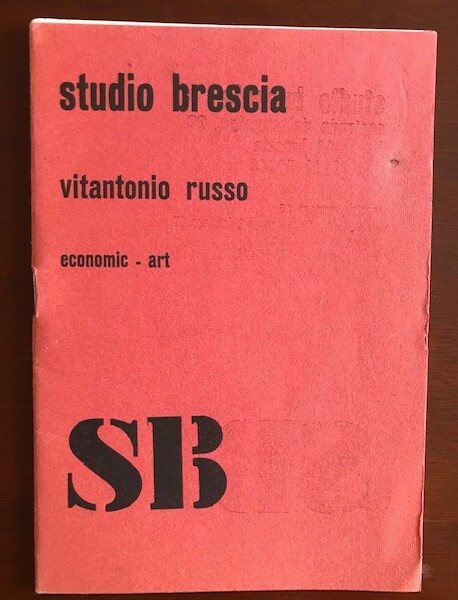 studio brescia
vitantonio russo
economic - art
SB